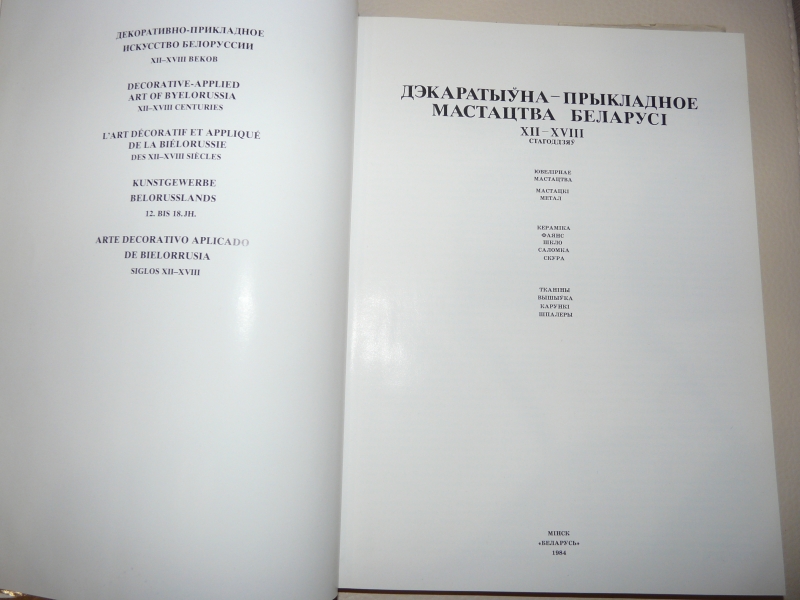 ДЕКОРАТИВНО-ПРИКЛАДНОЕ
ИСКУССТВО БЕЛОРУССИИ
XII–XVIII ВЕКОВ
DECORATIVE-APPLIED
ART OF BYELORUSSIA
XII–XVIII CENTURIES
L'ART DÉCORATIF ET APPLIQUÉ
DE LA BIÉLORUSSIE
DES XII–XVIII SIÈCLES
KUNSTGEWERBE
BELORUSSLANDS
12. BIS 18. JH.
ARTE DECORATIVO APLICADO
DE BIELORRUSIA
SIGLOS XII–XVIII
ДЭКАРАТЫЎНА–ПРЫКЛАДНОЕ
МАСТАЦТВА БЕЛАРУСІ
XII–XVIII
СТАГОДДЗЯЎ
ЮВЕЛІРНАЕ
МАСТАЦТВА
МАСТАЦКІ
МЕТАЛ
КЕРАМІКА
ФАЯНС
ШКЛО
САЛОМКА
СКУРА
ТКАНІНЫ
ВЫШЫЎКА
КАРУНКІ
ШПАЛЕРЫ
МІНСК
«БЕЛАРУСЬ»
1984